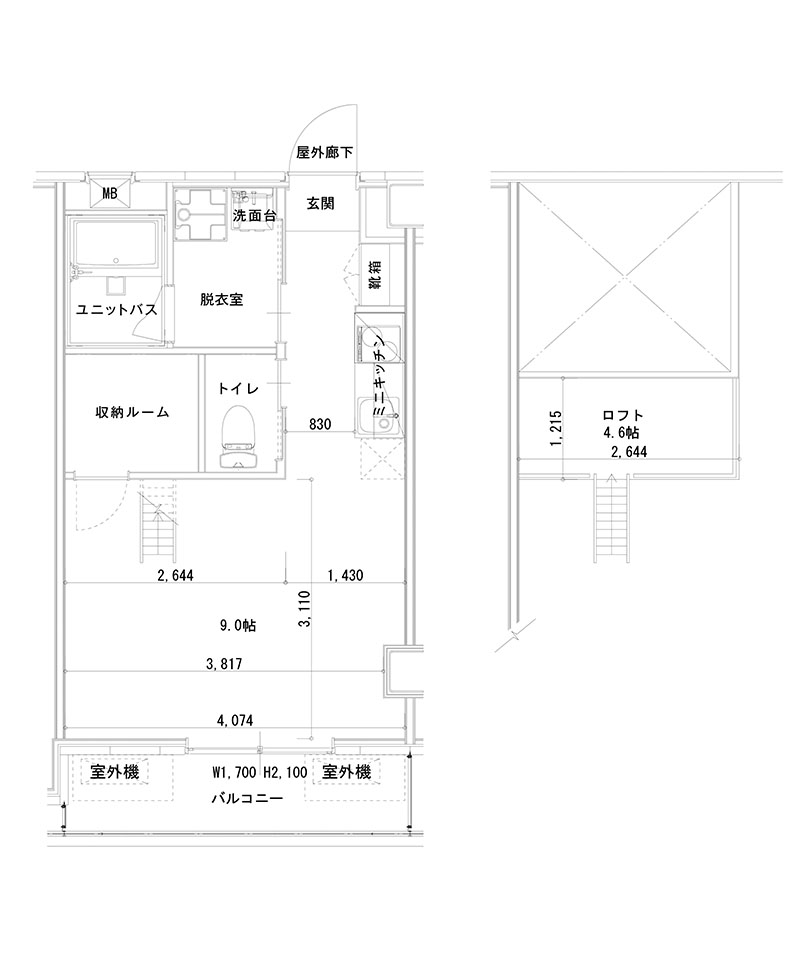 屋外廊下
MB
洗面台
玄関
靴箱
ユニットバス
脱衣室
ミニキッチン
トイレ
収納ルーム
830
ロフト
4.6帖
1,215
2,644
2,644
1,430
3,110
9.0帖
3,817
4,074
室外機
W1,700 H2,100
室外機
バルコニー